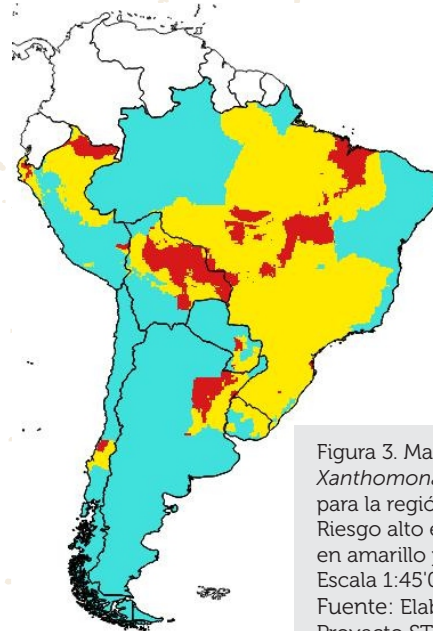 Figura 3. Ma
Xanthomona
para la regió
Riesgo alto e
en amarillo y
Escala 1:45'0
Fuente: Elab
Proyecto ST